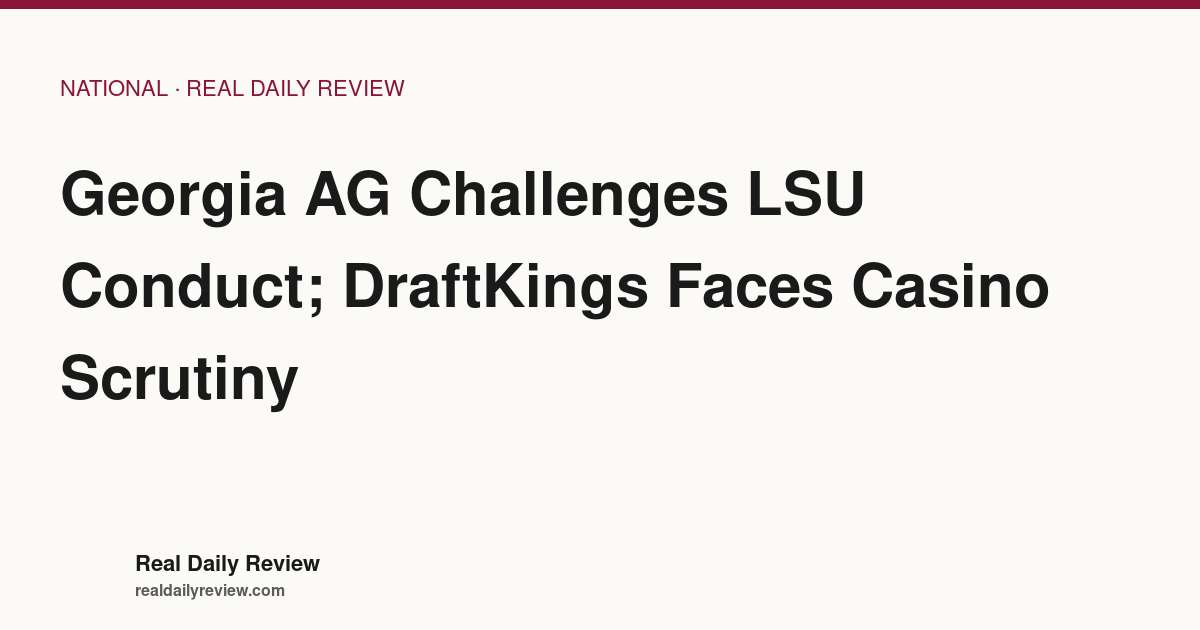 NATIONAL · REAL DAILY REVIEW
Georgia AG Challenges LSU
Conduct; DraftKings Faces Casino
Scrutiny
Real Daily Review
realdailyreview.com